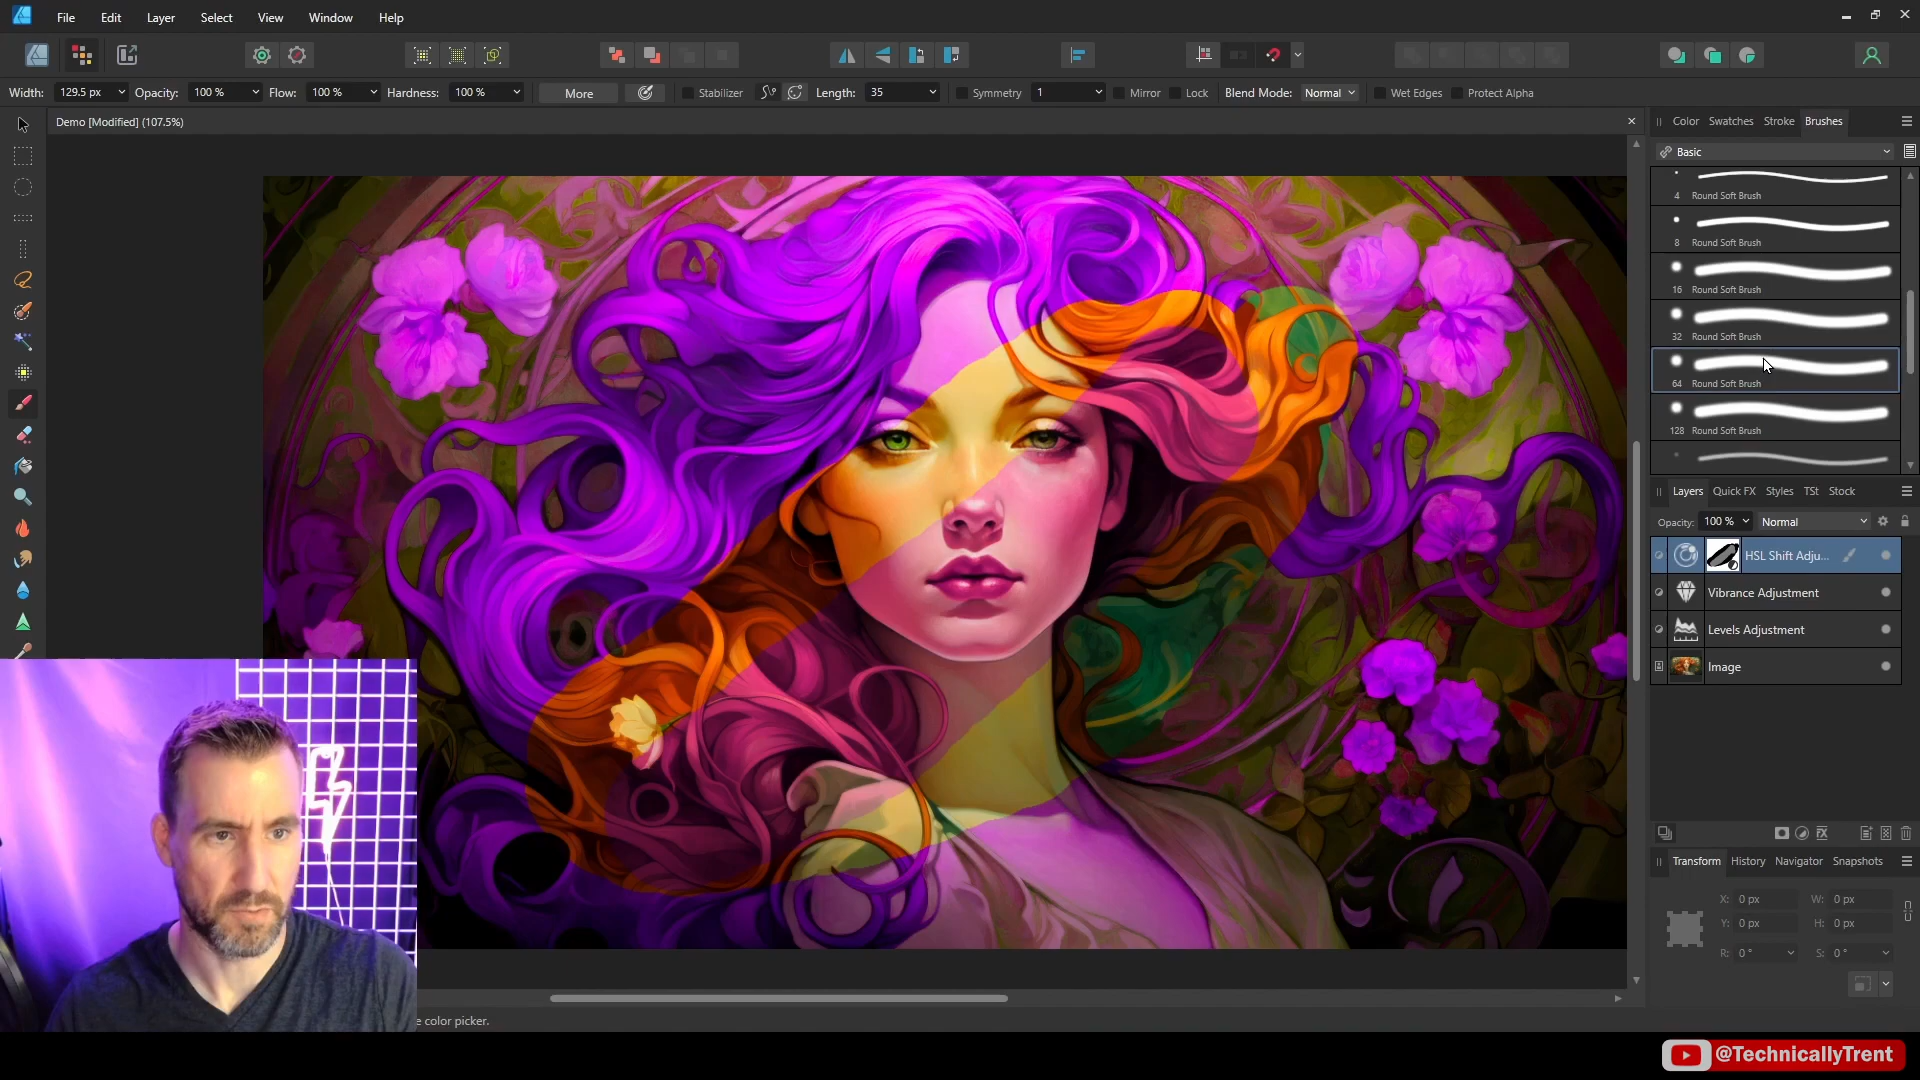 File Edit Layer Select View Window Help
Width: 129.5 px Opacity: 100 % Flow: 100 % Hardness: 100 % More Stabilizer Length: 35 Symmetry 1 Mirror Lock Blend Mode: Normal Wet Edges Protect Alpha
Demo [Modified] (107.5%)
Color Swatches Stroke Brushes
Basic
4 Round Soft Brush
8 Round Soft Brush
16 Round Soft Brush
32 Round Soft Brush
64 Round Soft Brush
128 Round Soft Brush
Layers Quick FX Styles TSt Stock
Opacity: 100 % Normal
HSL Shift Adju...
Vibrance Adjustment
Levels Adjustment
Image
Transform History Navigator Snapshots
X: 0 px W: 0 px
Y: 0 px H: 0 px
R: 0 ° S: 0 °
e color picker.
@TechnicallyTrent